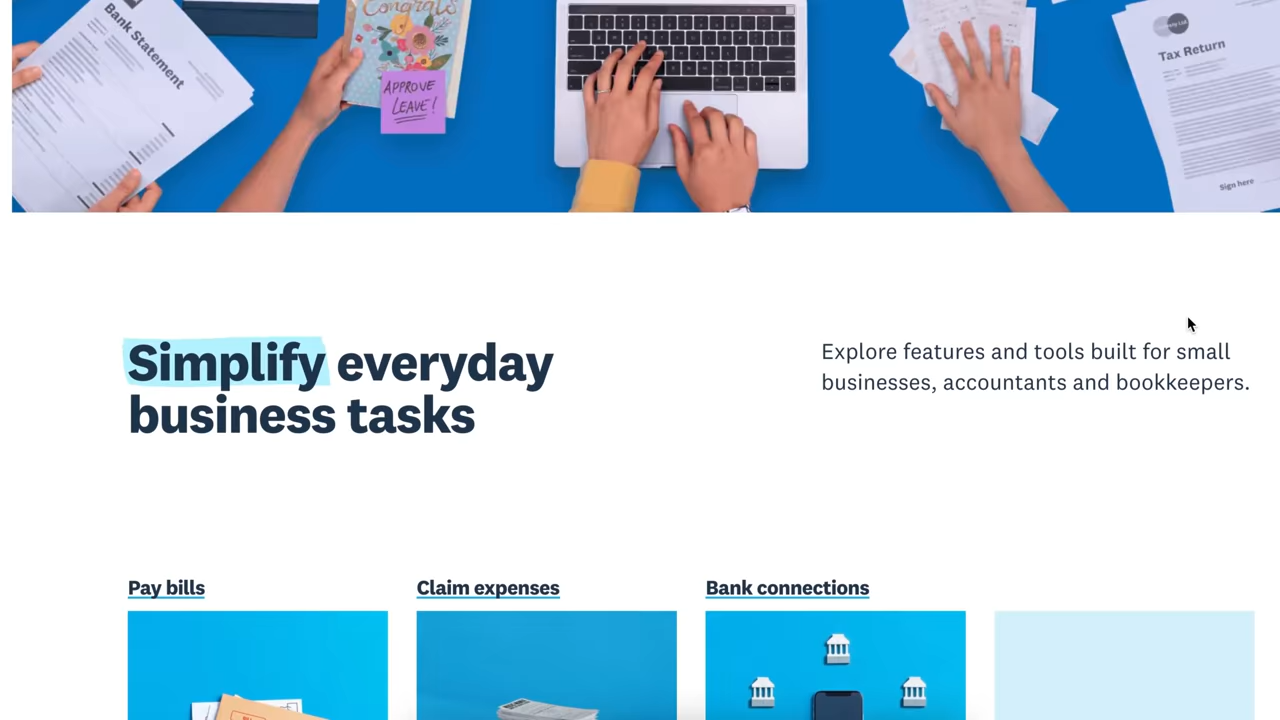 Bank Statement
Congrats
APPROVE
LEAVE!
Tax Return
Sign here
Simplify everyday
business tasks
Explore features and tools built for small
businesses, accountants and bookkeepers.
Pay bills
Claim expenses
Bank connections